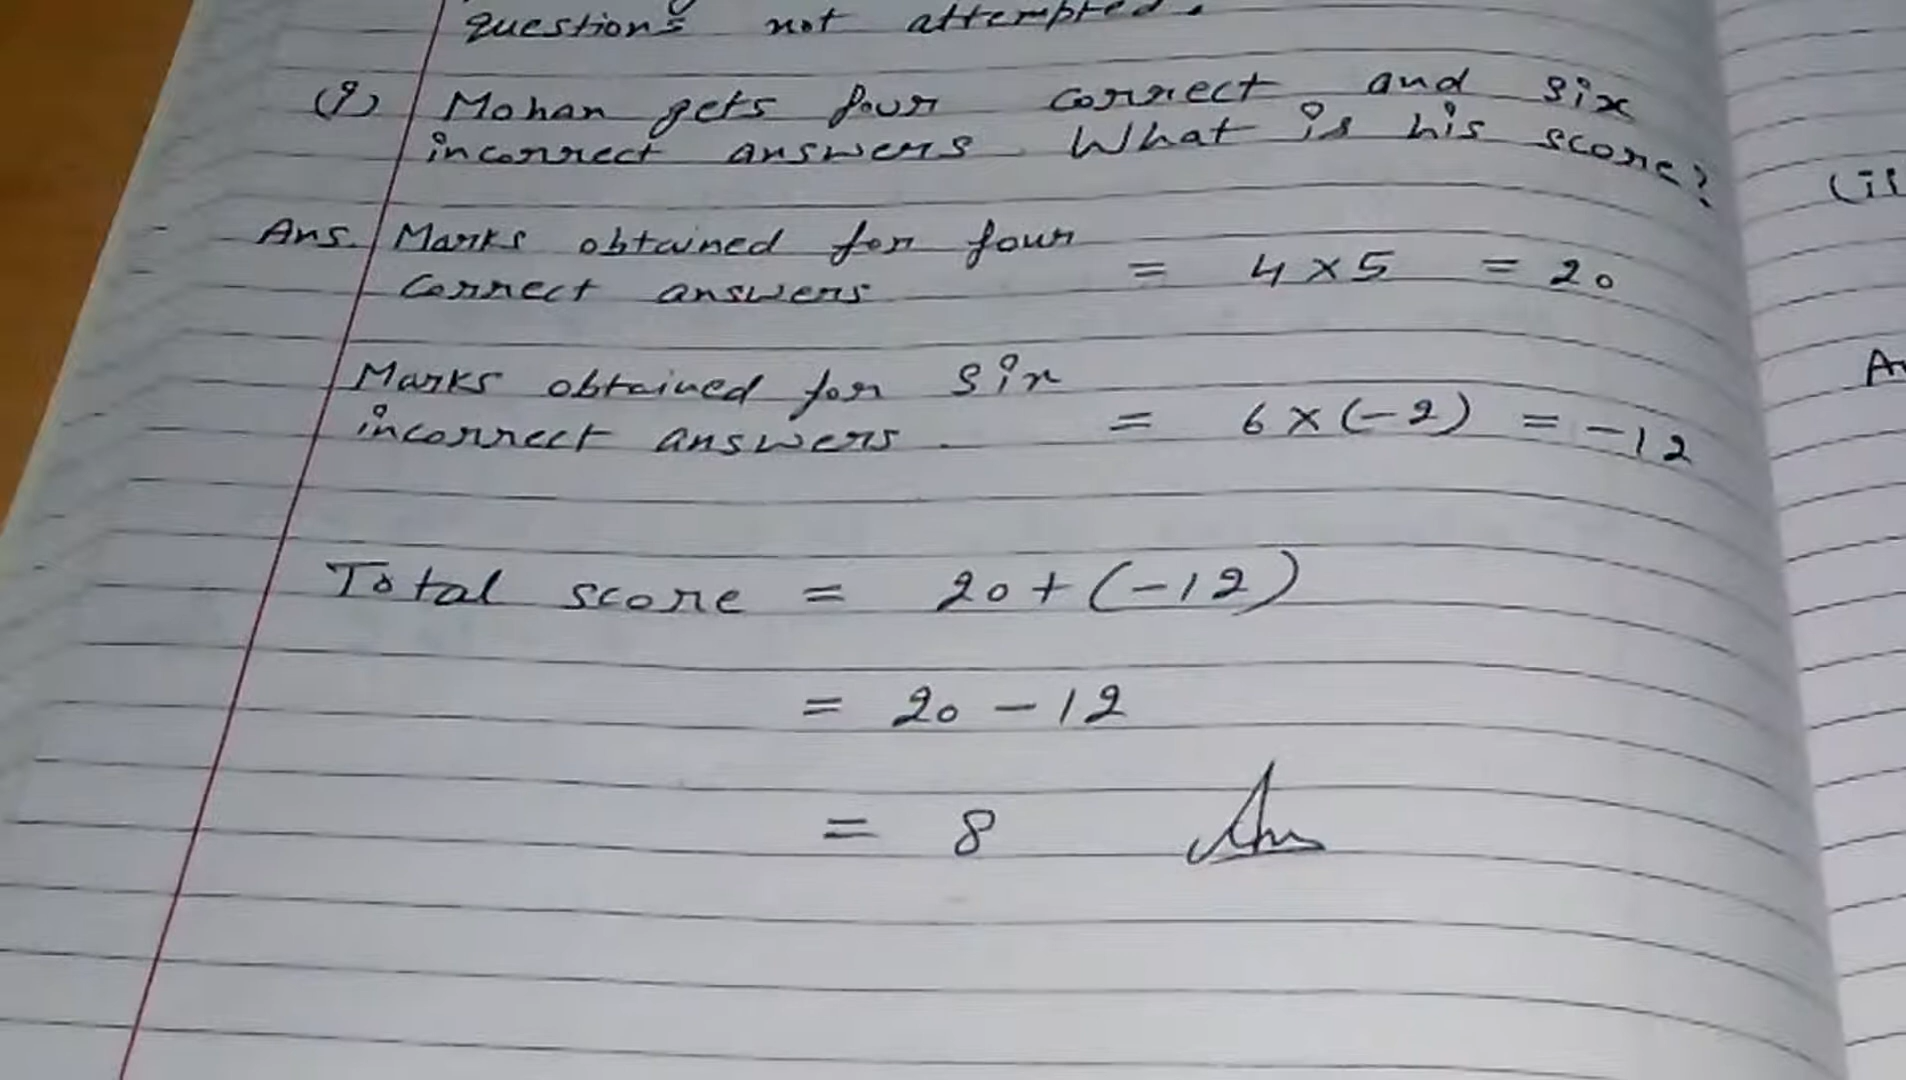 questions not attempted.
(i) Mohan gets four correct and six
incorrect answers. What is his score?
(ii
Ans. Marks obtained for four
correct answers = 4 × 5 = 20
Marks obtained for six
incorrect answers = 6 × (-2) = -12
Total score = 20 + (-12)
= 20 - 12
= 8 Ans